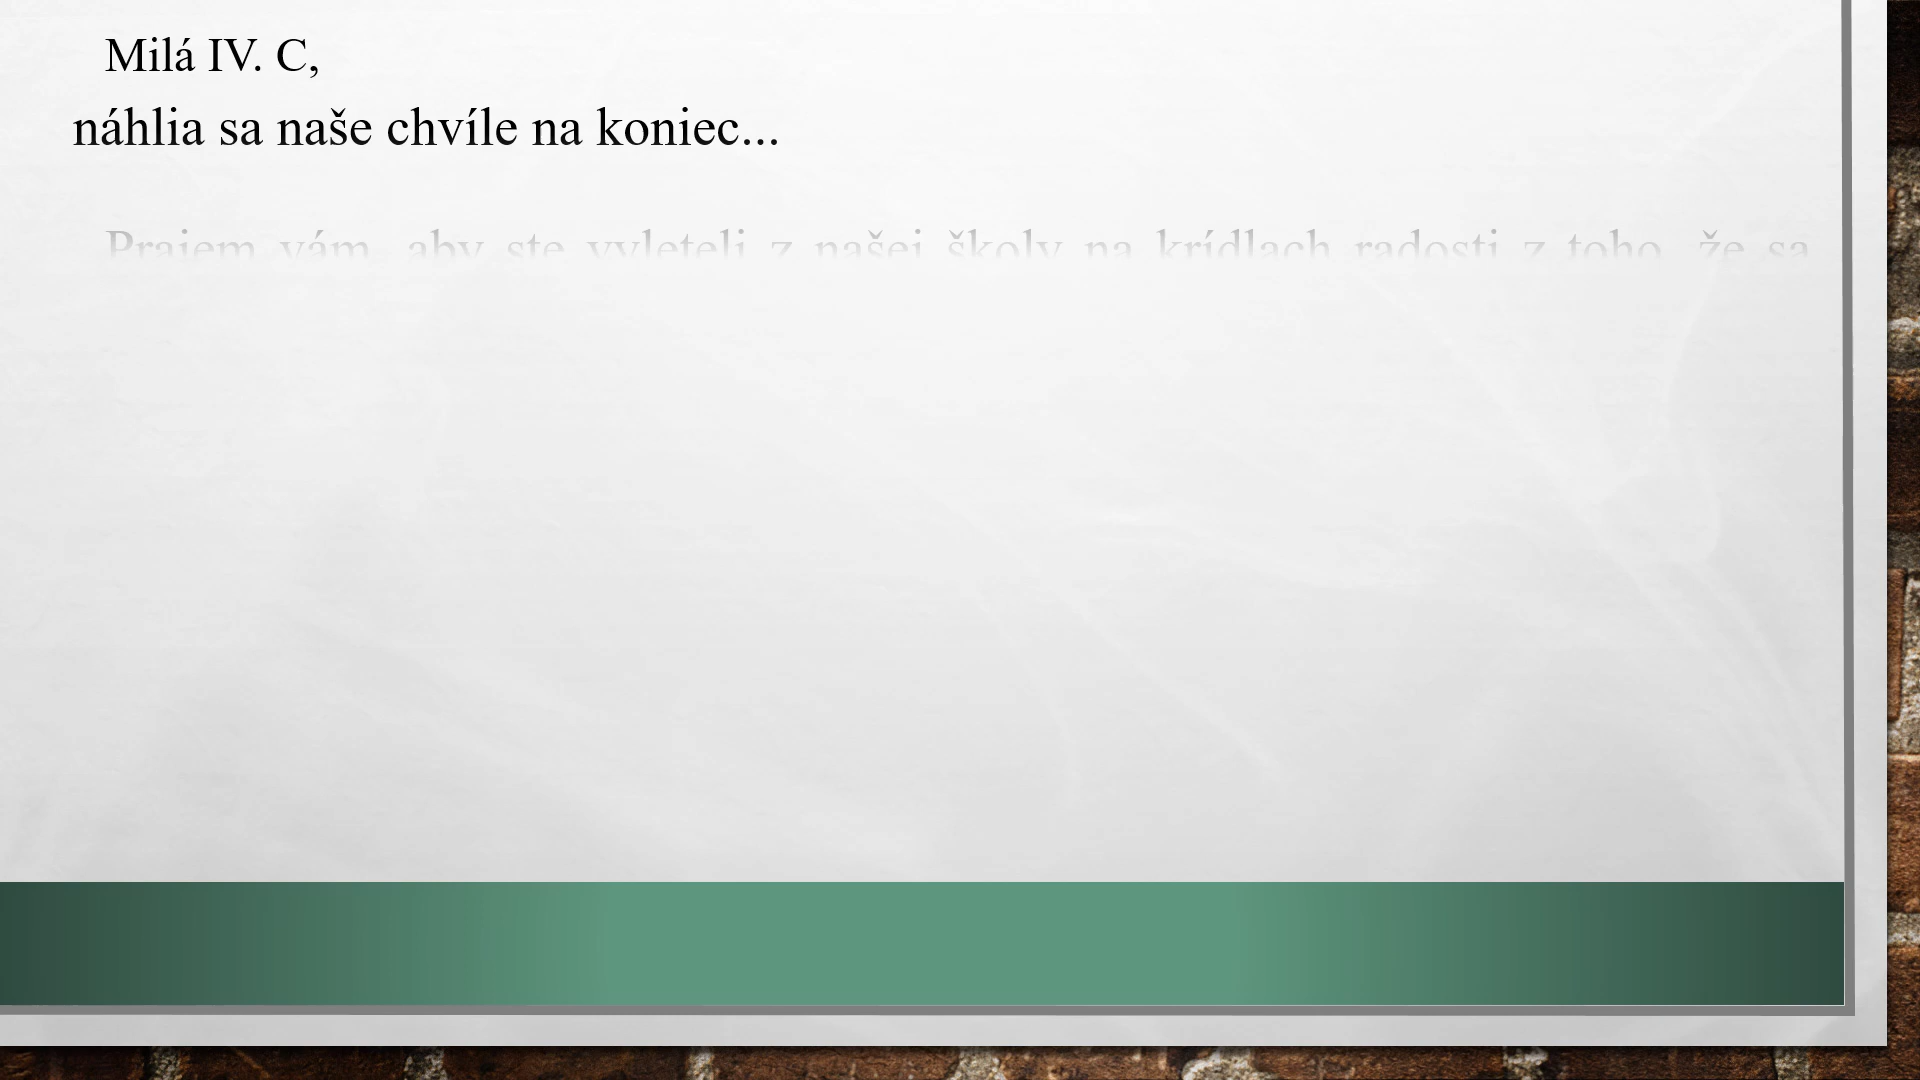 Milá IV. C,
náhlia sa naše chvíle na koniec...
Prajem vám, aby ste vyleteli z našej školy na krídlach radosti z toho, že sa